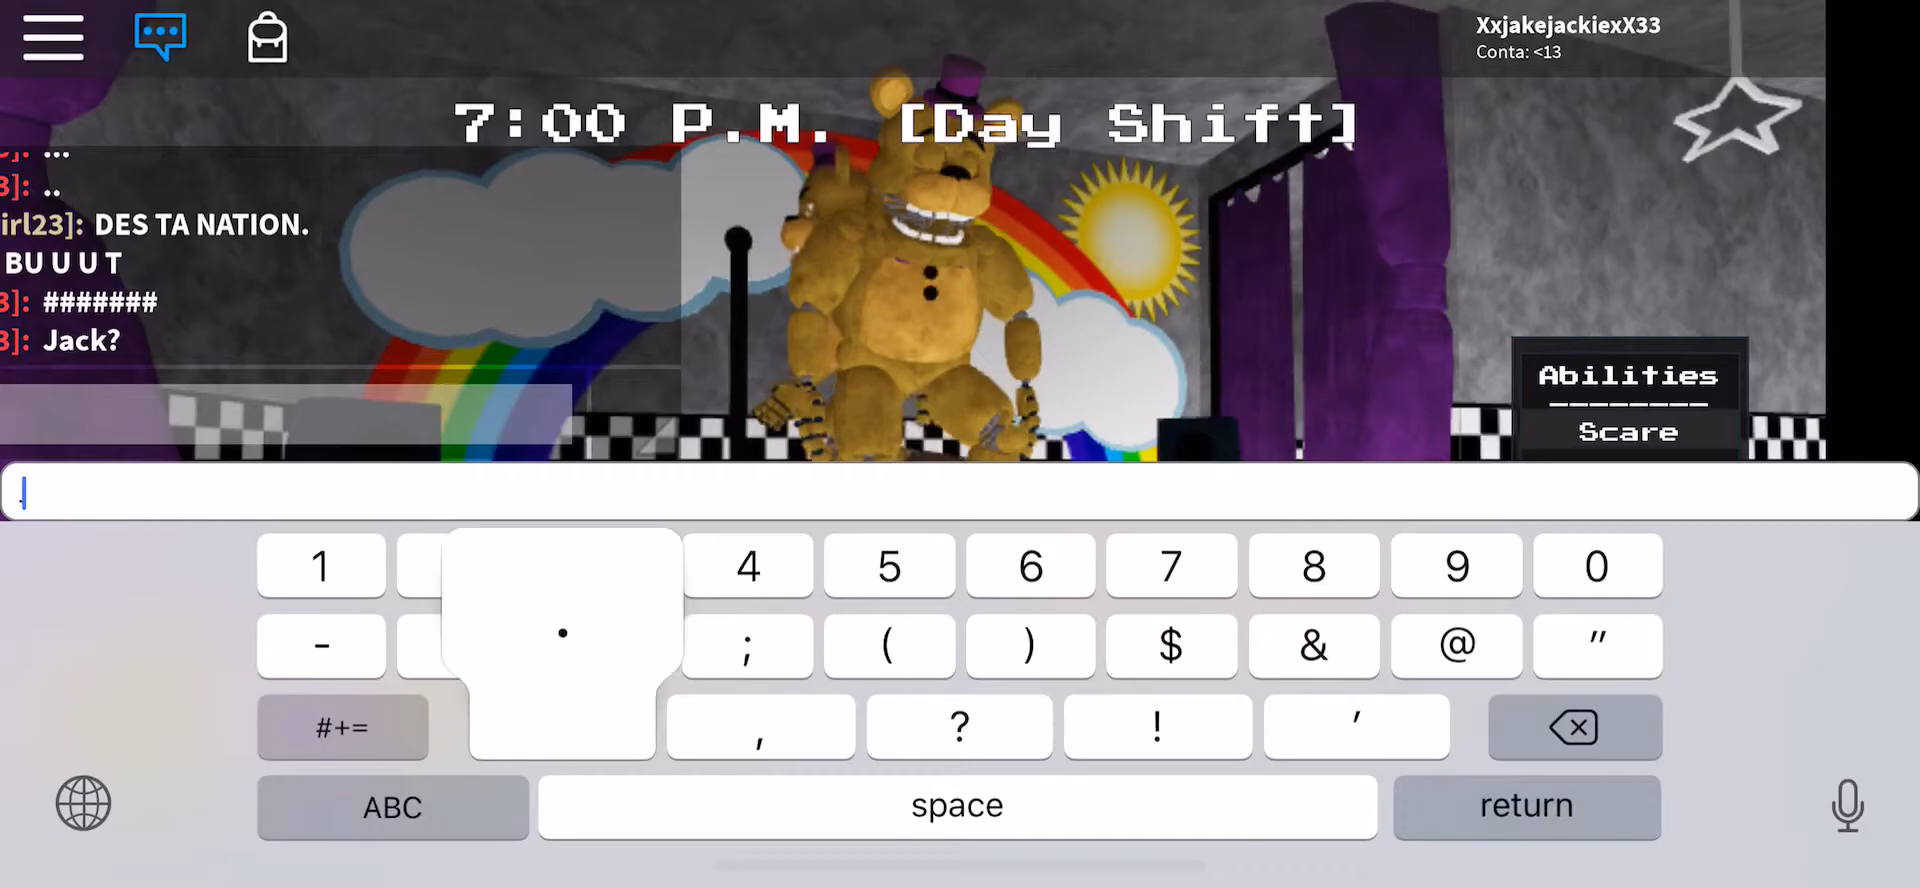 XxjakejackiexX33
Conta: <13
7:00 P.M. [Day Shift]
]: ...
3]: ..
irl23]: DES TA NATION.
BU U U T
3]: #######
3]: Jack?
Abilities
--------
Scare
.
1 4 5 6 7 8 9 0
- . ; ( ) $ & @ "
#+= , ? ! '
ABC space return